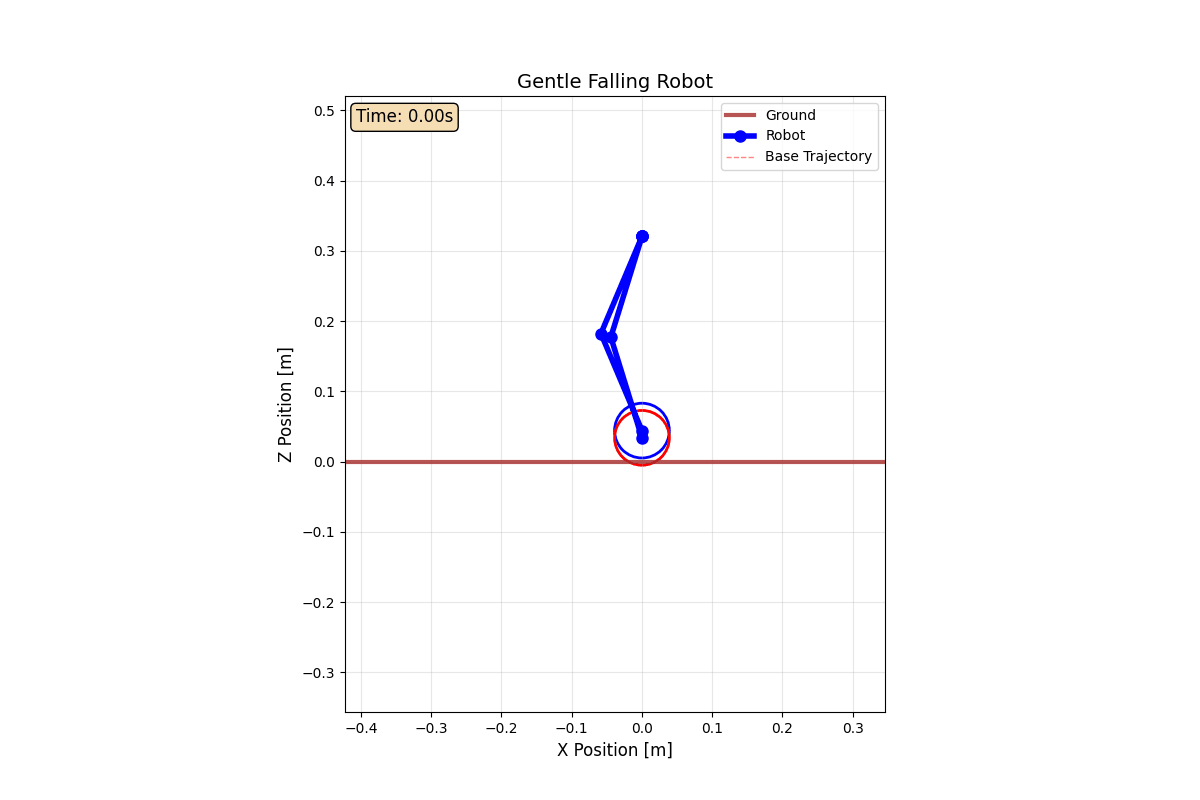 Gentle Falling Robot
Time: 0.00s
Ground
Robot
Base Trajectory
Z Position [m]
0.5
0.4
0.3
0.2
0.1
0.0
−0.1
−0.2
−0.3
−0.4
−0.3
−0.2
−0.1
0.0
0.1
0.2
0.3
X Position [m]